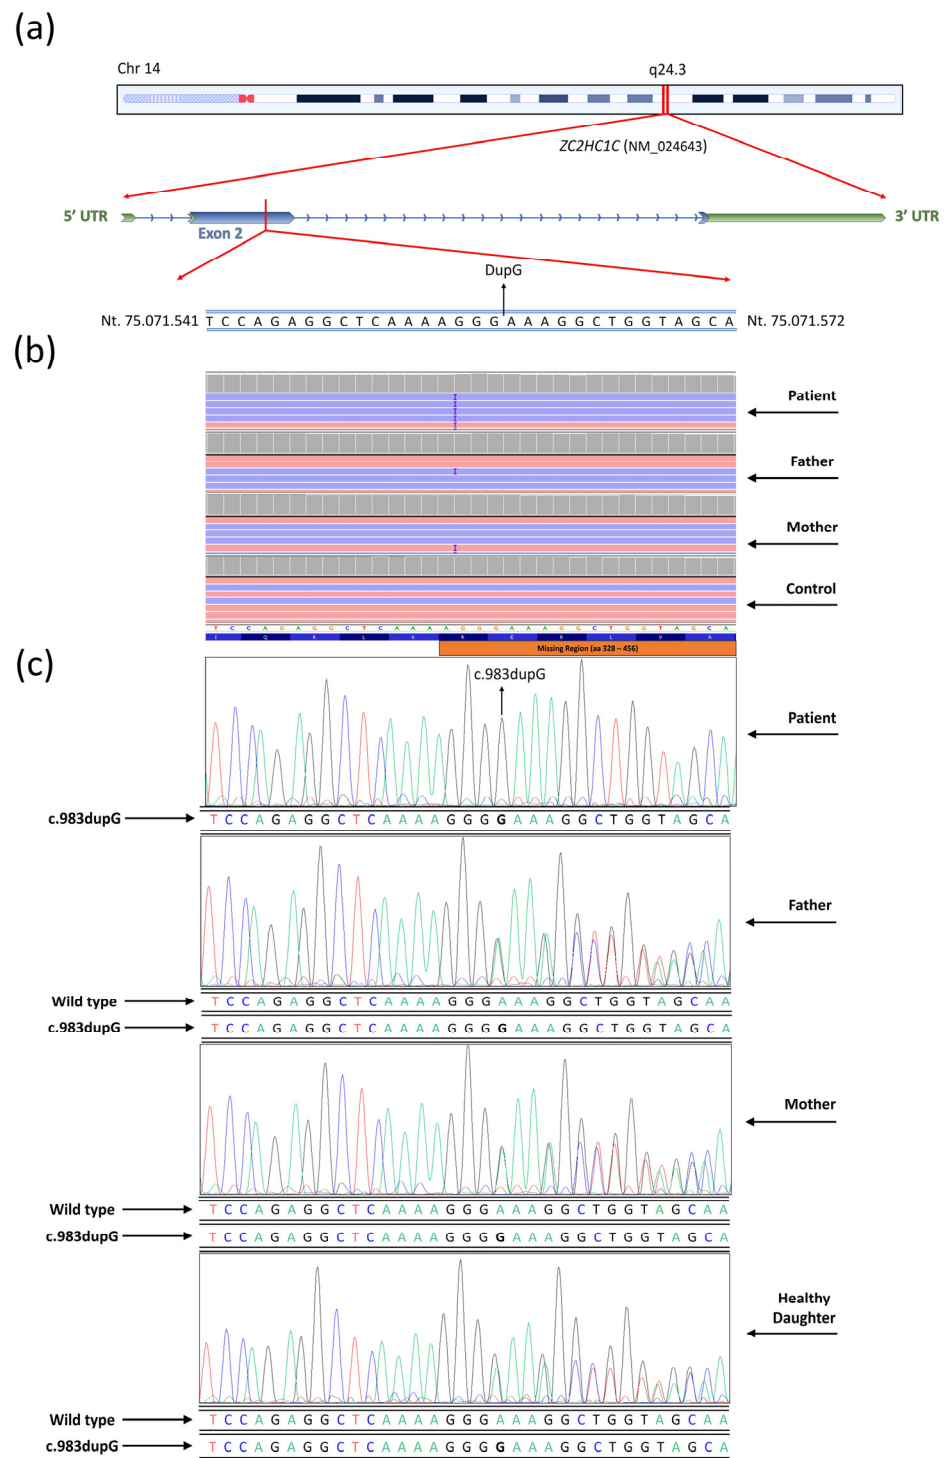 (a)
Chr 14
q24.3
ZC2HC1C (NM_024643)
5' UTR
3' UTR
Exon 2
DupG
Nt. 75.071.541 T C C A G A G G C T C A A A A G G G A A A G G C T G G T A G C A Nt. 75.071.572
(b)
Patient
Father
Mother
Control
T C C A G A G G C T C A A A A G G G A A A G G C T G G T A G C A
I Q R L K R E R L V A
Missing Region (aa 328 – 456)
(c)
c.983dupG
Patient
c.983dupG T C C A G A G G C T C A A A A G G G G A A A G G C T G G T A G C A
Father
Wild type T C C A G A G G C T C A A A A G G G A A A G G C T G G T A G C A A
c.983dupG T C C A G A G G C T C A A A A G G G G A A A G G C T G G T A G C A
Mother
Wild type T C C A G A G G C T C A A A A G G G A A A G G C T G G T A G C A A
c.983dupG T C C A G A G G C T C A A A A G G G G A A A G G C T G G T A G C A
Healthy
Daughter
Wild type T C C A G A G G C T C A A A A G G G A A A G G C T G G T A G C A A
c.983dupG T C C A G A G G C T C A A A A G G G G A A A G G C T G G T A G C A